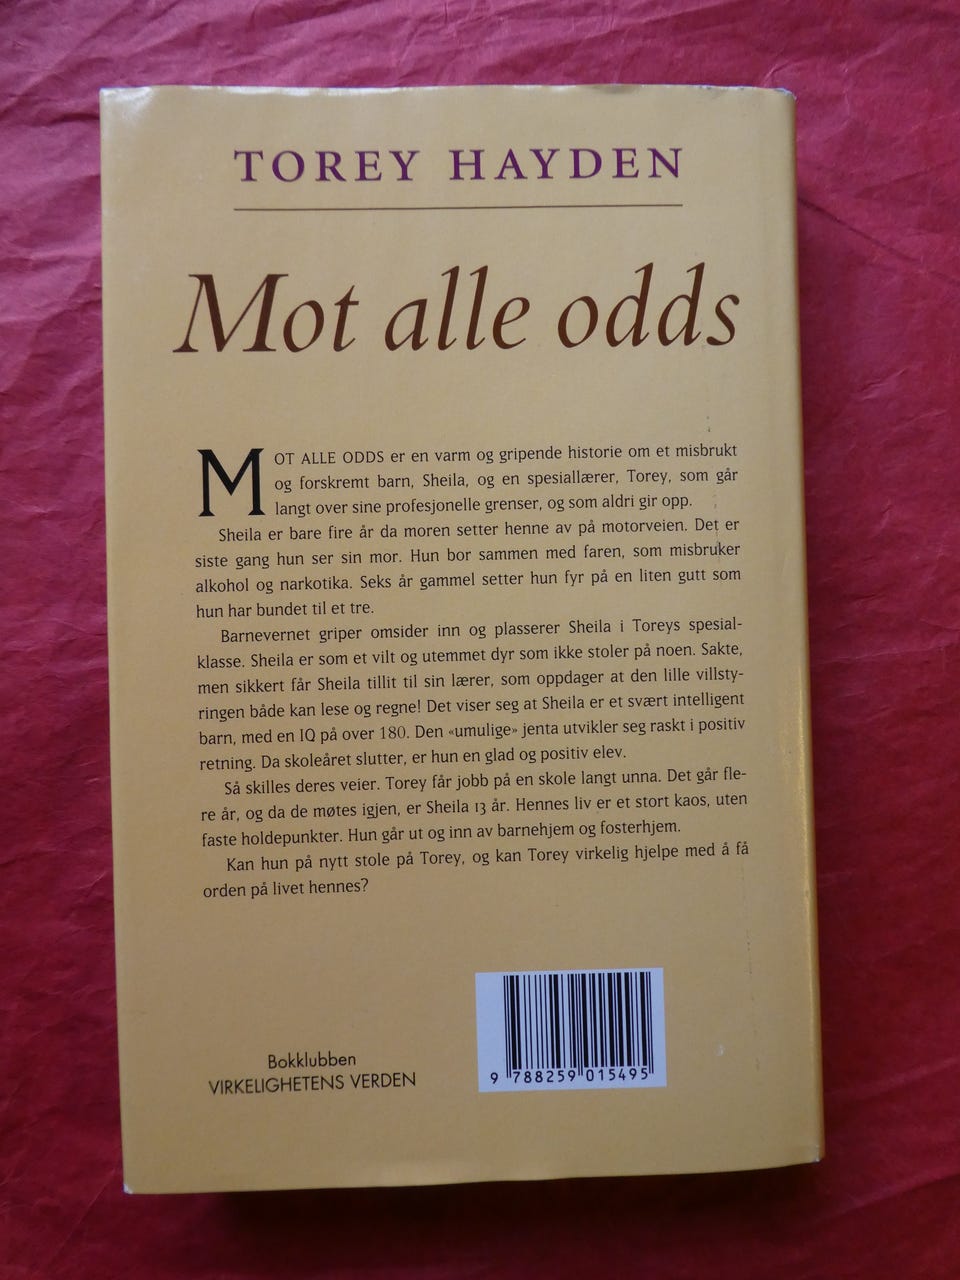 TOREY HAYDEN
Mot alle odds
MOT ALLE ODDS er en varm og gripende historie om et misbrukt
og forskremt barn, Sheila, og en spesiallærer, Torey, som går
langt over sine profesjonelle grenser, og som aldri gir opp.
Sheila er bare fire år da moren setter henne av på motorveien. Det er
siste gang hun ser sin mor. Hun bor sammen med faren, som misbruker
alkohol og narkotika. Seks år gammel setter hun fyr på en liten gutt som
hun har bundet til et tre.
Barnevernet griper omsider inn og plasserer Sheila i Toreys spesial-
klasse. Sheila er som et vilt og utemmet dyr som ikke stoler på noen. Sakte,
men sikkert får Sheila tillit til sin lærer, som oppdager at den lille villsty-
ringen både kan lese og regne! Det viser seg at Sheila er et svært intelligent
barn, med en IQ på over 180. Den «umulige» jenta utvikler seg raskt i positiv
retning. Da skoleåret slutter, er hun en glad og positiv elev.
Så skilles deres veier. Torey får jobb på en skole langt unna. Det går fle-
re år, og da de møtes igjen, er Sheila 13 år. Hennes liv er et stort kaos, uten
faste holdepunkter. Hun går ut og inn av barnehjem og fosterhjem.
Kan hun på nytt stole på Torey, og kan Torey virkelig hjelpe med å få
orden på livet hennes?
Bokklubben
VIRKELIGHETENS VERDEN
9 788259 015495